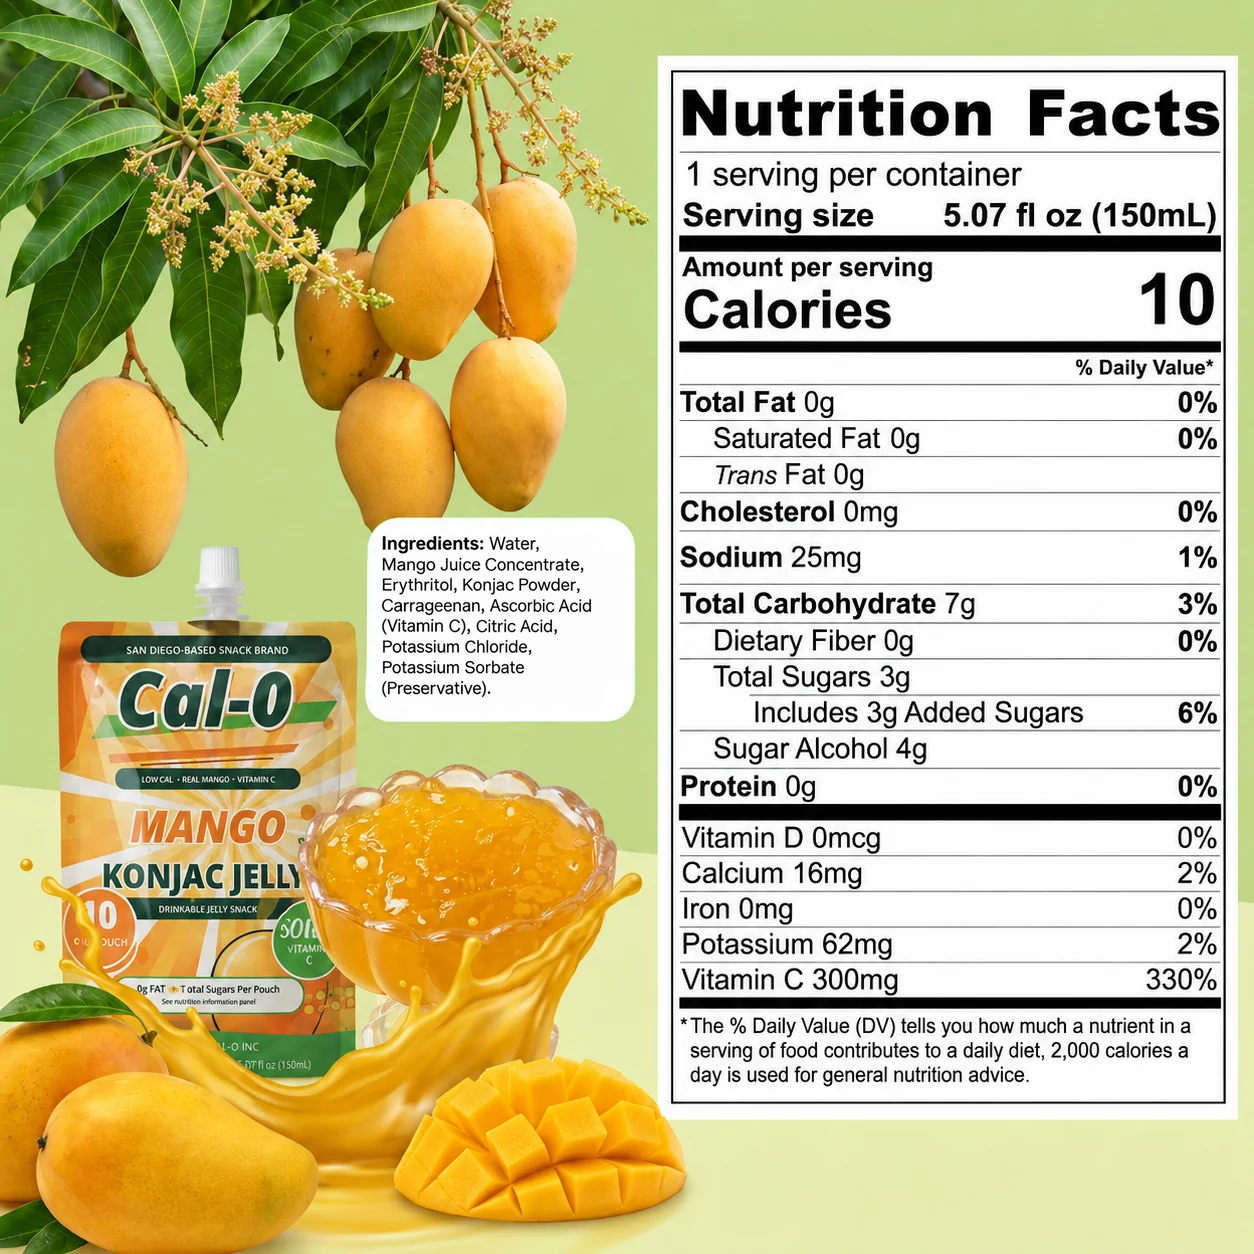 Nutrition Facts
1 serving per container
Serving size 5.07 fl oz (150mL)
Amount per serving
Calories 10
% Daily Value*
Total Fat 0g 0%
Saturated Fat 0g 0%
Trans Fat 0g
Cholesterol 0mg 0%
Sodium 25mg 1%
Total Carbohydrate 7g 3%
Dietary Fiber 0g 0%
Total Sugars 3g
Includes 3g Added Sugars 6%
Sugar Alcohol 4g
Protein 0g 0%
Vitamin D 0mcg 0%
Calcium 16mg 2%
Iron 0mg 0%
Potassium 62mg 2%
Vitamin C 300mg 330%
*The % Daily Value (DV) tells you how much a nutrient in a
serving of food contributes to a daily diet, 2,000 calories a
day is used for general nutrition advice.
Ingredients: Water,
Mango Juice Concentrate,
Erythritol, Konjac Powder,
Carrageenan, Ascorbic Acid
(Vitamin C), Citric Acid,
Potassium Chloride,
Potassium Sorbate
(Preservative).
SAN DIEGO-BASED SNACK BRAND
Cal-0
LOW CAL • REAL MANGO • VITAMIN C
MANGO
KONJAC JELLY
DRINKABLE JELLY SNACK
10
VITAMIN
C
0g FAT Total Sugars Per Pouch
See nutrition information panel
L-O INC
5.07 fl oz (150mL)